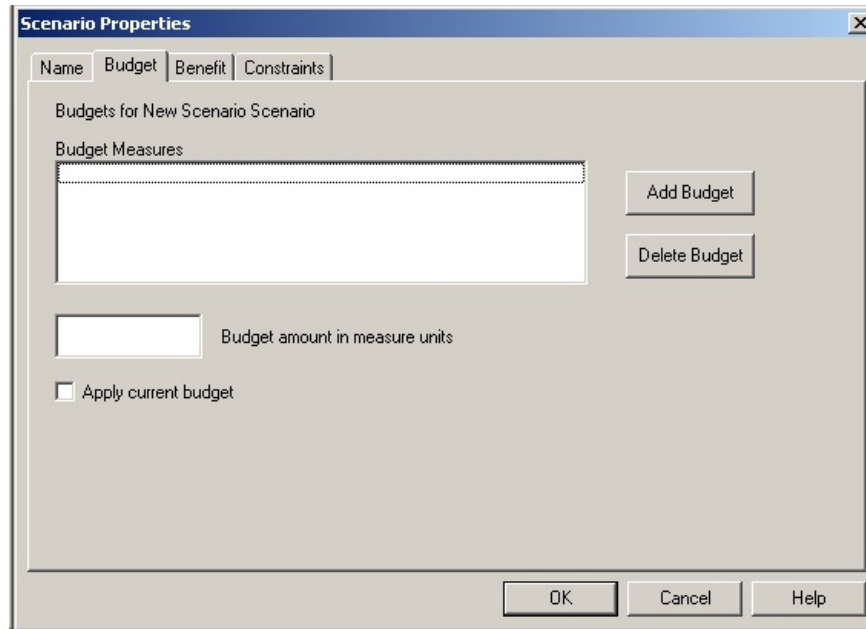 Scenario Properties
Name Budget Benefit Constraints
Budgets for New Scenario Scenario
Budget Measures
Add Budget
Delete Budget
Budget amount in measure units
Apply current budget
OK Cancel Help